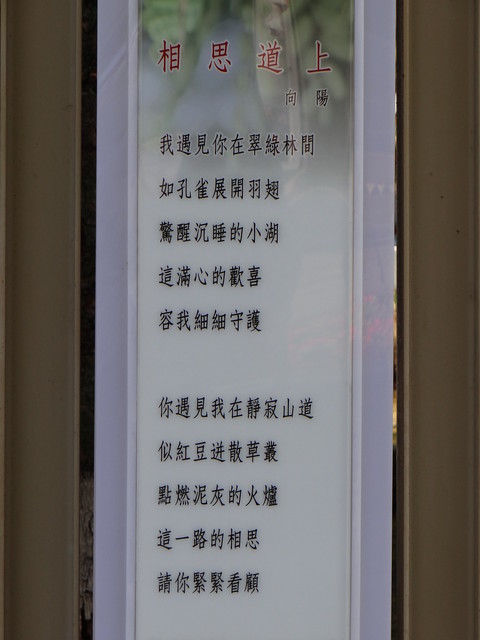 相思道上
向陽
我遇見你在翠綠林間
如孔雀展開羽翅
驚醒沉睡的小湖
這滿心的歡喜
容我細細守護
你遇見我在靜寂山道
似紅豆迸散草叢
點燃泥灰的火爐
這一路的相思
請你緊緊看顧